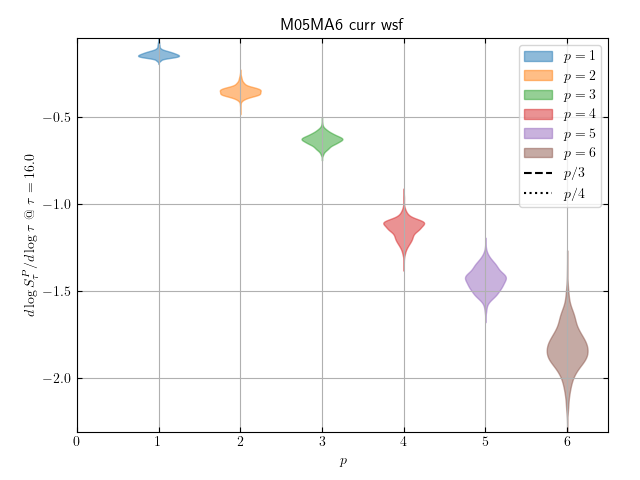 M05MA6 curr wsf
d log S_τ^P / d log τ @ τ = 16.0
−0.5
−1.0
−1.5
−2.0
0 1 2 3 4 5 6
p
p = 1
p = 2
p = 3
p = 4
p = 5
p = 6
p/3
p/4